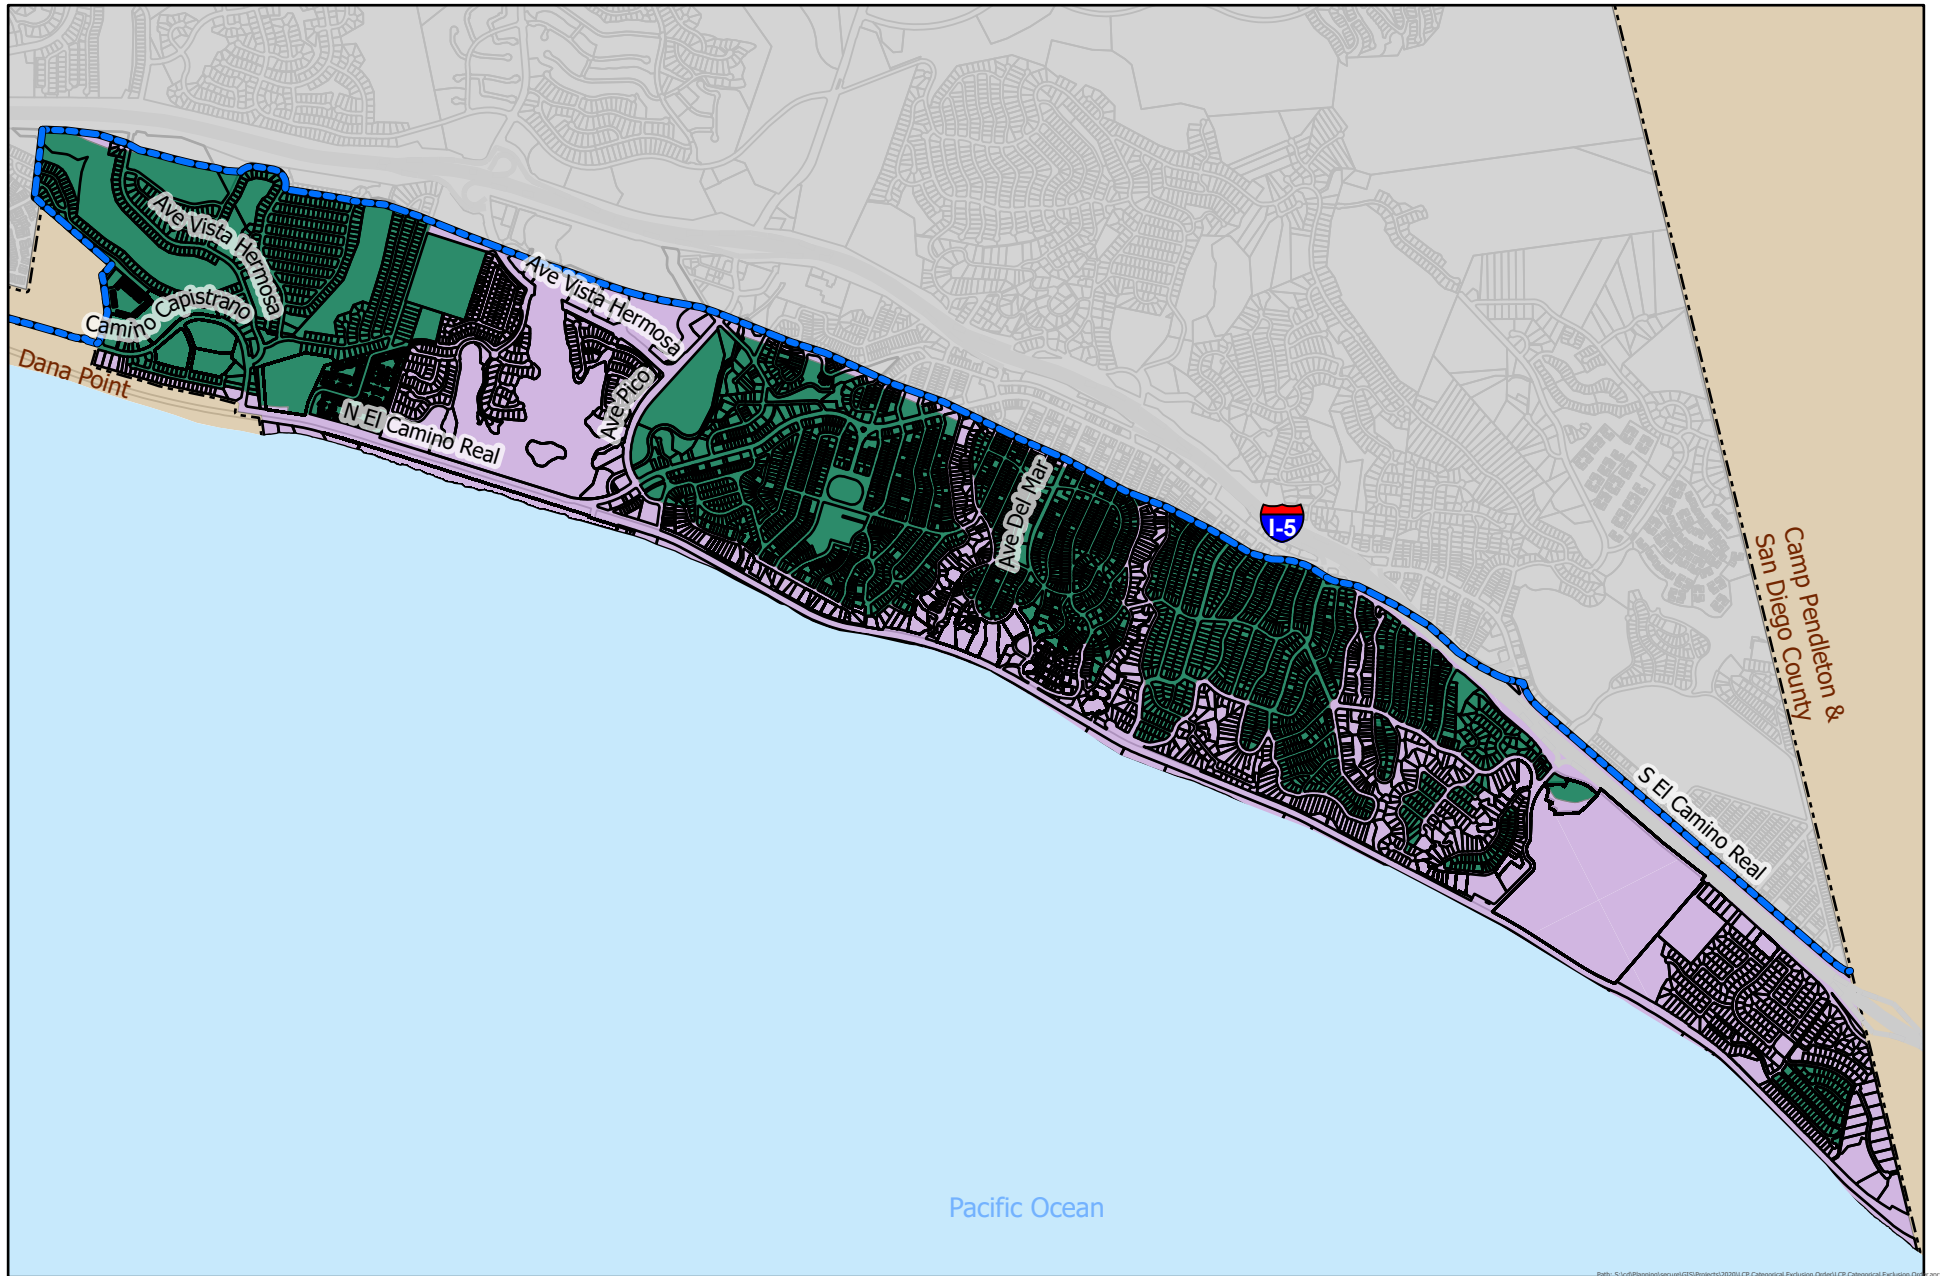 Ave Vista Hermosa
Camino Capistrano
Dana Point
N El Camino Real
Ave Vista Hermosa
Ave Pico
Ave Del Mar
I-5
Camp Pendleton &
San Diego County
S El Camino Real
Pacific Ocean